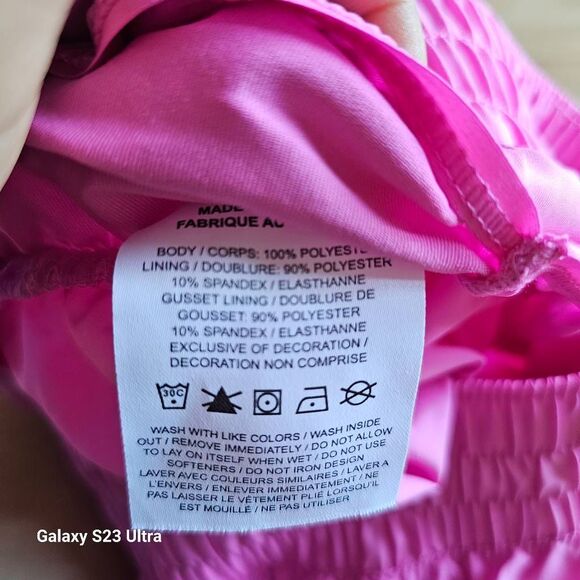 MADE
FABRIQUE AU
BODY / CORPS: 100% POLYESTER
LINING / DOUBLURE: 90% POLYESTER
10% SPANDEX / ELASTHANNE
GUSSET LINING / DOUBLURE DE
GOUSSET: 90% POLYESTER
10% SPANDEX / ELASTHANNE
EXCLUSIVE OF DECORATION /
DECORATION NON COMPRISE
30C
WASH WITH LIKE COLORS / WASH INSIDE
OUT / REMOVE IMMEDIATELY / DO NOT ALLOW
TO LAY ON ITSELF WHEN WET / DO NOT USE
SOFTENERS / DO NOT IRON DESIGN
LAVER AVEC COULEURS SIMILAIRES / LAVER A
L'ENVERS / ENLEVER IMMEDIATEMENT / NE
PAS LAISSER LE VÊTEMENT PLIÉ LORSQU'IL
EST MOUILLÉ / NE PAS
Galaxy S23 Ultra